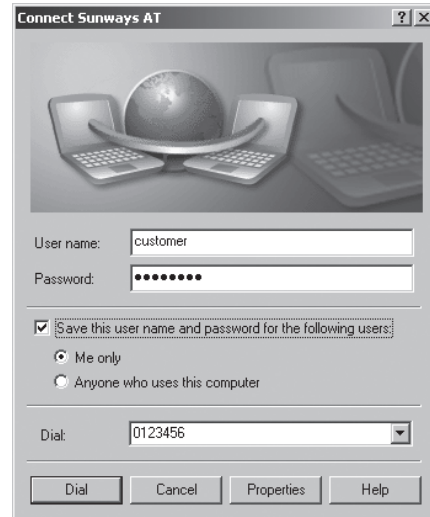 Connect Sunways AT
User name: customer
Password: ●●●●●●●●
Save this user name and password for the following users:
Me only
Anyone who uses this computer
Dial: 0123456
Dial Cancel Properties Help